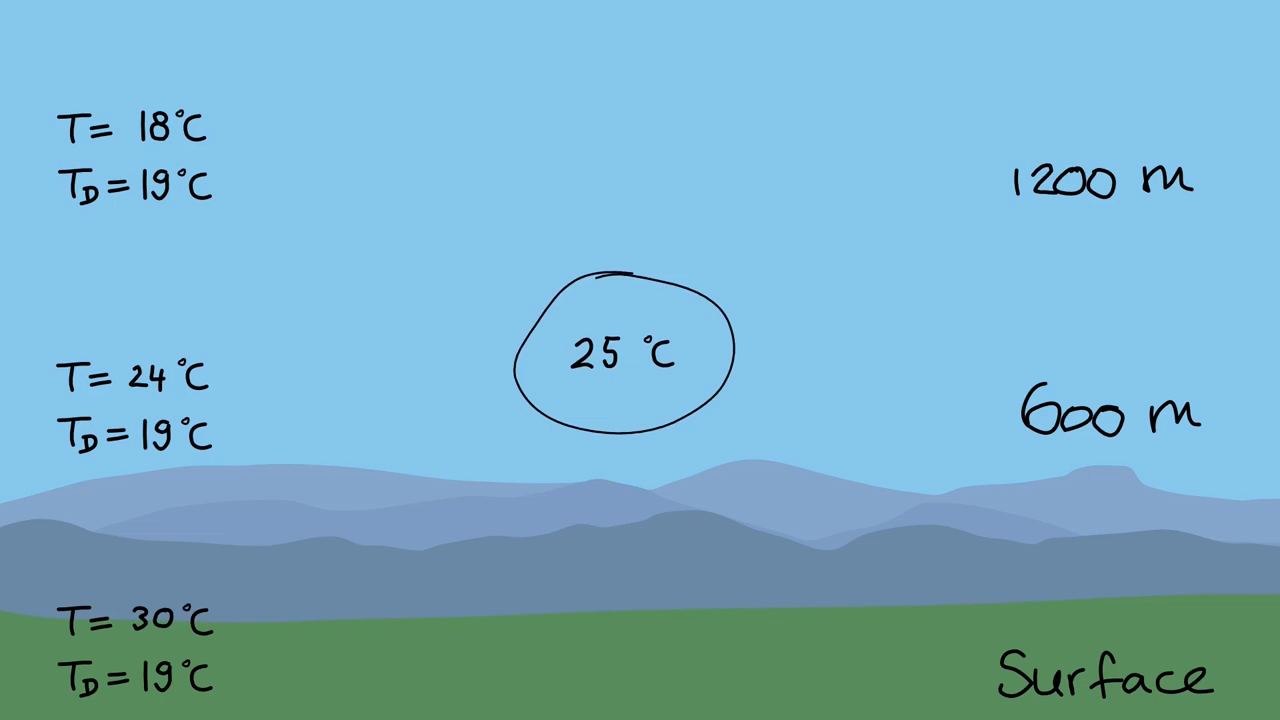 T= 18°C
T_D=19°C
1200 m
25 °C
T= 24°C
T_D=19°C
600 m
T= 30°C
T_D=19°C
Surface